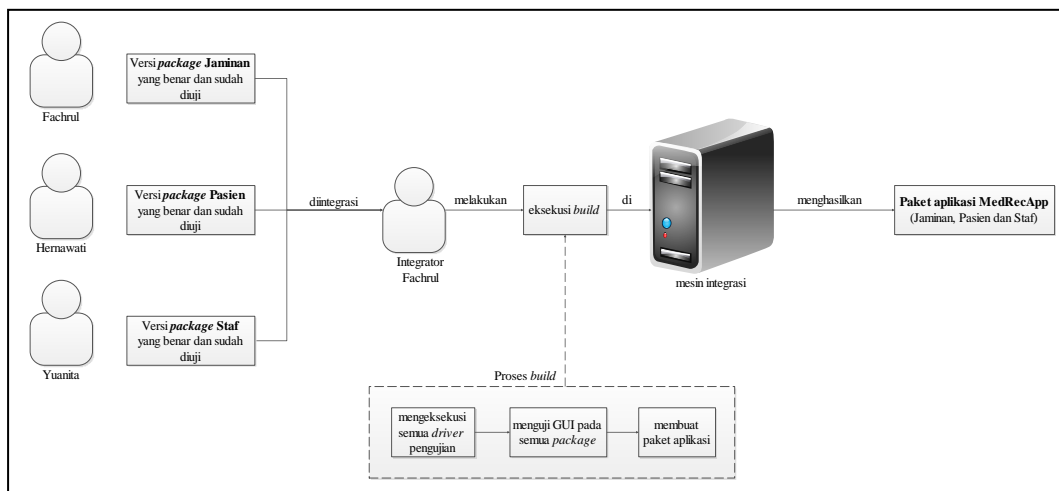 Versi package Jaminan
yang benar dan sudah
diuji
Fachrul
Versi package Pasien
yang benar dan sudah
diuji
Hernawati
Versi package Staf
yang benar dan sudah
diuji
Yuanita
diintegrasi
Integrator
Fachrul
melakukan
eksekusi build
di
mesin integrasi
menghasilkan
Paket aplikasi MedRecApp
(Jaminan, Pasien dan Staf)
Proses build
mengeksekusi
semua driver
pengujian
menguji GUI pada
semua package
membuat
paket aplikasi